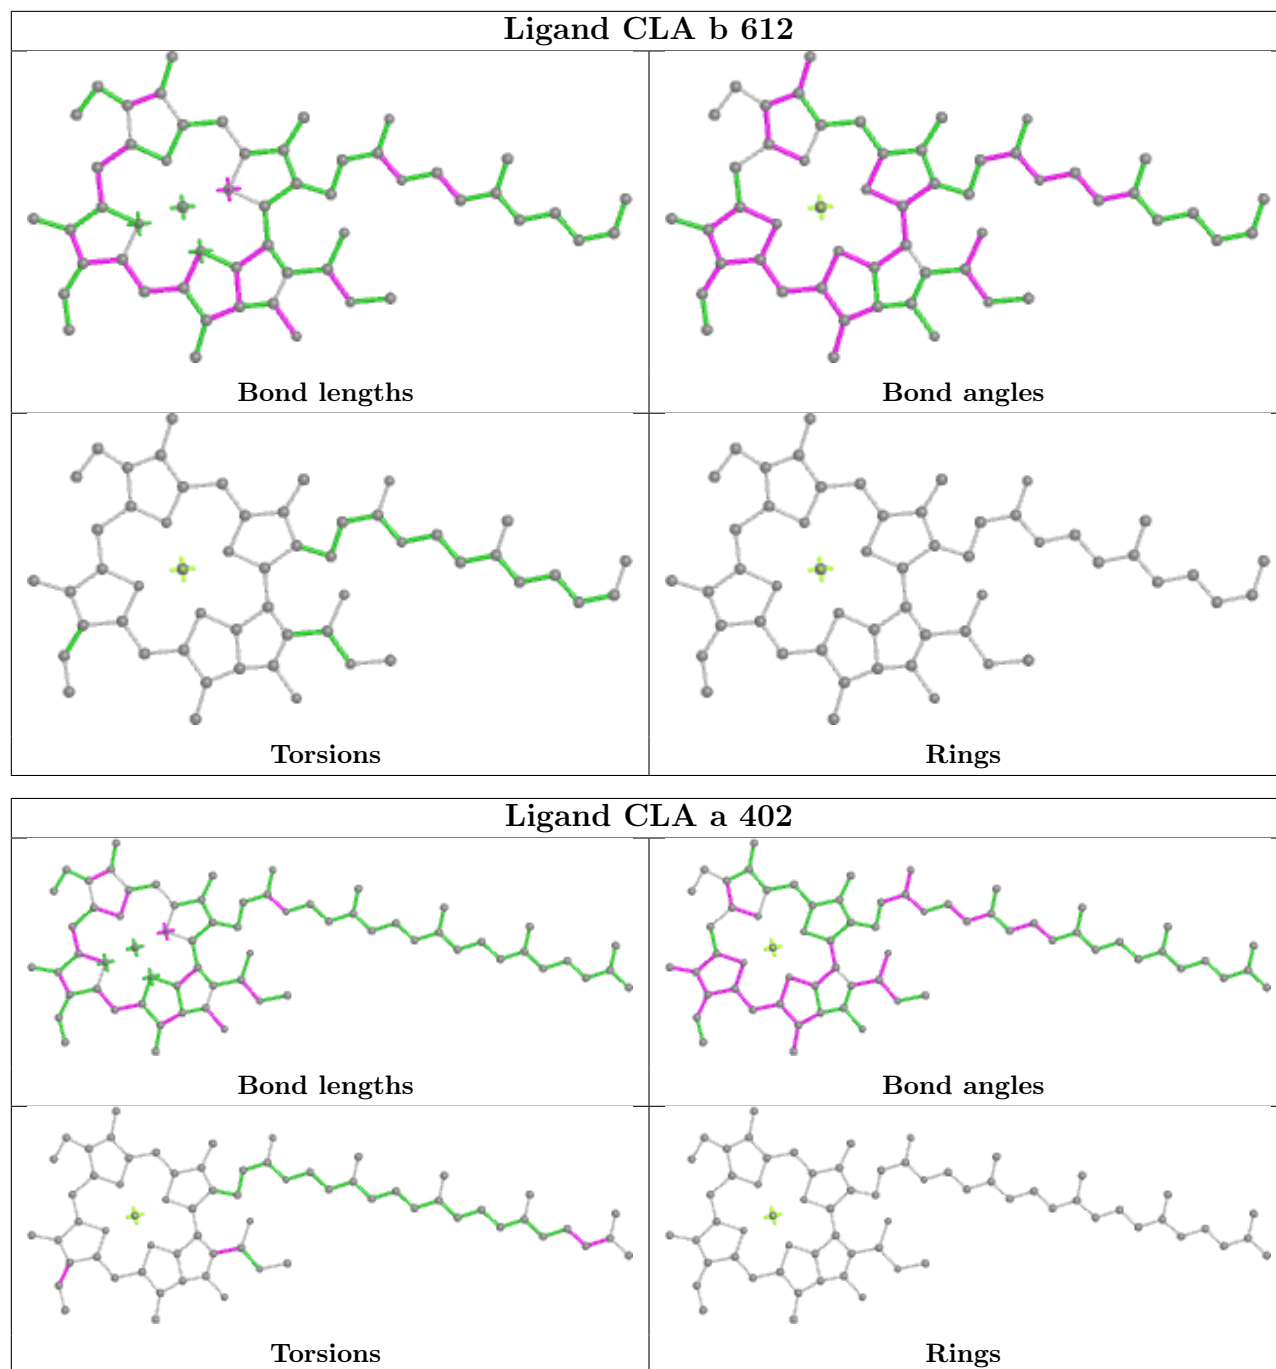 Ligand CLA b 612
Bond lengths
Bond angles
Torsions
Rings
Ligand CLA a 402
Bond lengths
Bond angles
Torsions
Rings